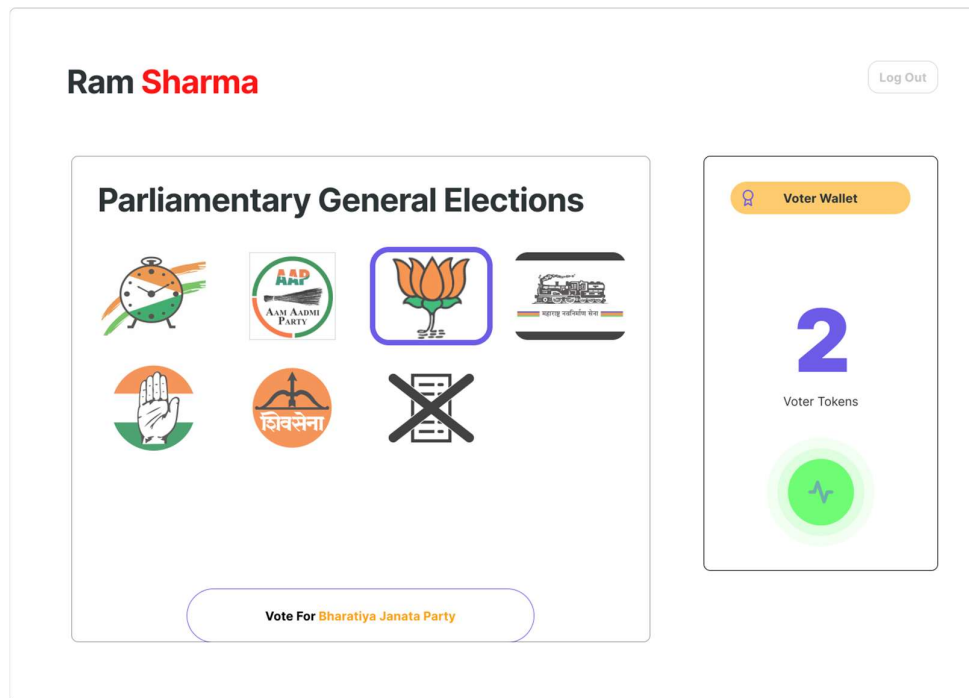 Ram Sharma
Log Out
Parliamentary General Elections
AAP
AAM AADMI
PARTY
महाराष्ट्र नवनिर्माण सेना
शिवसेना
Vote For Bharatiya Janata Party
Voter Wallet
2
Voter Tokens